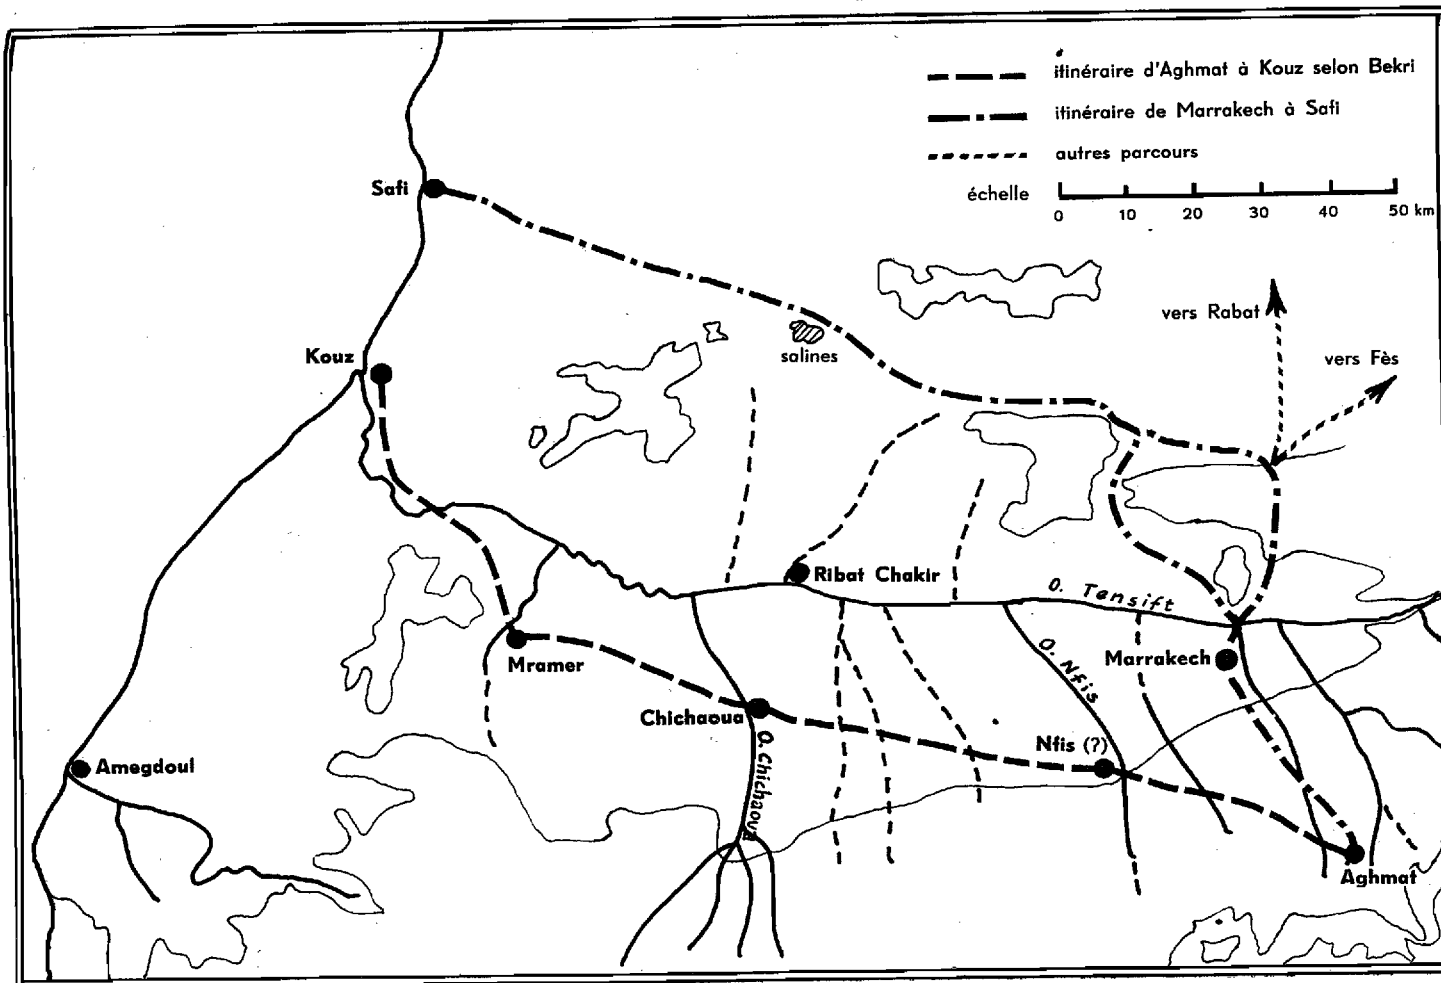 itinéraire d'Aghmat à Kouz selon Bekri
itinéraire de Marrakech à Safi
autres parcours
échelle
0 10 20 30 40 50 km
Safi
vers Rabat
vers Fès
salines
Kouz
Ribat Chakir
O. Tensift
Mramer
O. Nfis
Marrakech
Chichaoua
Nfis (?)
Amegdoul
O. Chichaoua
Aghmat